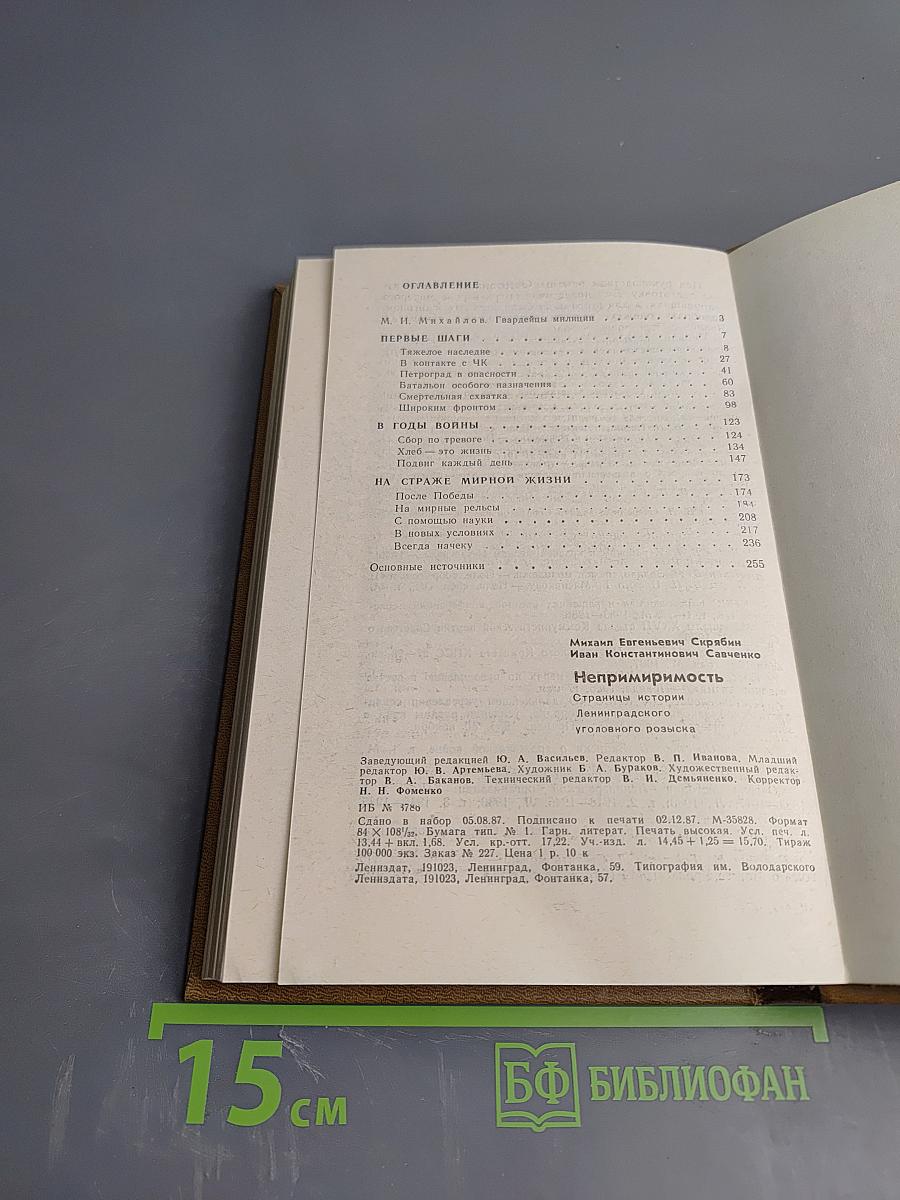 ОГЛАВЛЕНИЕ
М. И. Михайлов. Гвардейцы милиции . . . . . . . . . . 3
ПЕРВЫЕ ШАГИ . . . . . . . . . . 7
Тяжелое наследие . . . . . . . . . . 8
В контакте с ЧК . . . . . . . . . . 27
Петроград в опасности . . . . . . . . . . 41
Батальон особого назначения . . . . . . . . . . 60
Смертельная схватка . . . . . . . . . . 83
Широким фронтом . . . . . . . . . . 98
В ГОДЫ ВОЙНЫ . . . . . . . . . . 123
Сбор по тревоге . . . . . . . . . . 124
Хлеб — это жизнь . . . . . . . . . . 134
Подвиг каждый день . . . . . . . . . . 147
НА СТРАЖЕ МИРНОЙ ЖИЗНИ . . . . . . . . . . 173
После Победы . . . . . . . . . . 174
На мирные рельсы . . . . . . . . . .
С помощью науки . . . . . . . . . . 208
В новых условиях . . . . . . . . . . 217
Всегда начеку . . . . . . . . . . 236
Основные источники . . . . . . . . . . 255
Михаил Евгеньевич Скрябин
Иван Константинович Савченко
Непримиримость
Страницы истории
Ленинградского
уголовного розыска
Заведующий редакцией Ю. А. Васильев. Редактор В. П. Иванова. Младший
редактор Ю. В. Артемьева. Художник Б. А. Бураков. Художественный редак-
тор В. А. Баканов. Технический редактор В. И. Демьяненко. Корректор
Н. Н. Фоменко
ИБ № 3786
Сдано в набор 05.08.87. Подписано к печати 02.12.87. М-35828. Формат
84 × 108¹/₃₂. Бумага тип. № 1. Гарн. литерат. Печать высокая. Усл. печ. л.
13,44 + вкл. 1,68. Усл. кр.-отт. 17,22. Уч.-изд. л. 14,45 + 1,25 = 15,70. Тираж
100 000 экз. Заказ № 227. Цена 1 р. 10 к
Лениздат, 191023, Ленинград, Фонтанка, 59. Типография им. Володарского
Лениздата, 191023, Ленинград, Фонтанка, 57.
15 см
БФ БИБЛИОФАН